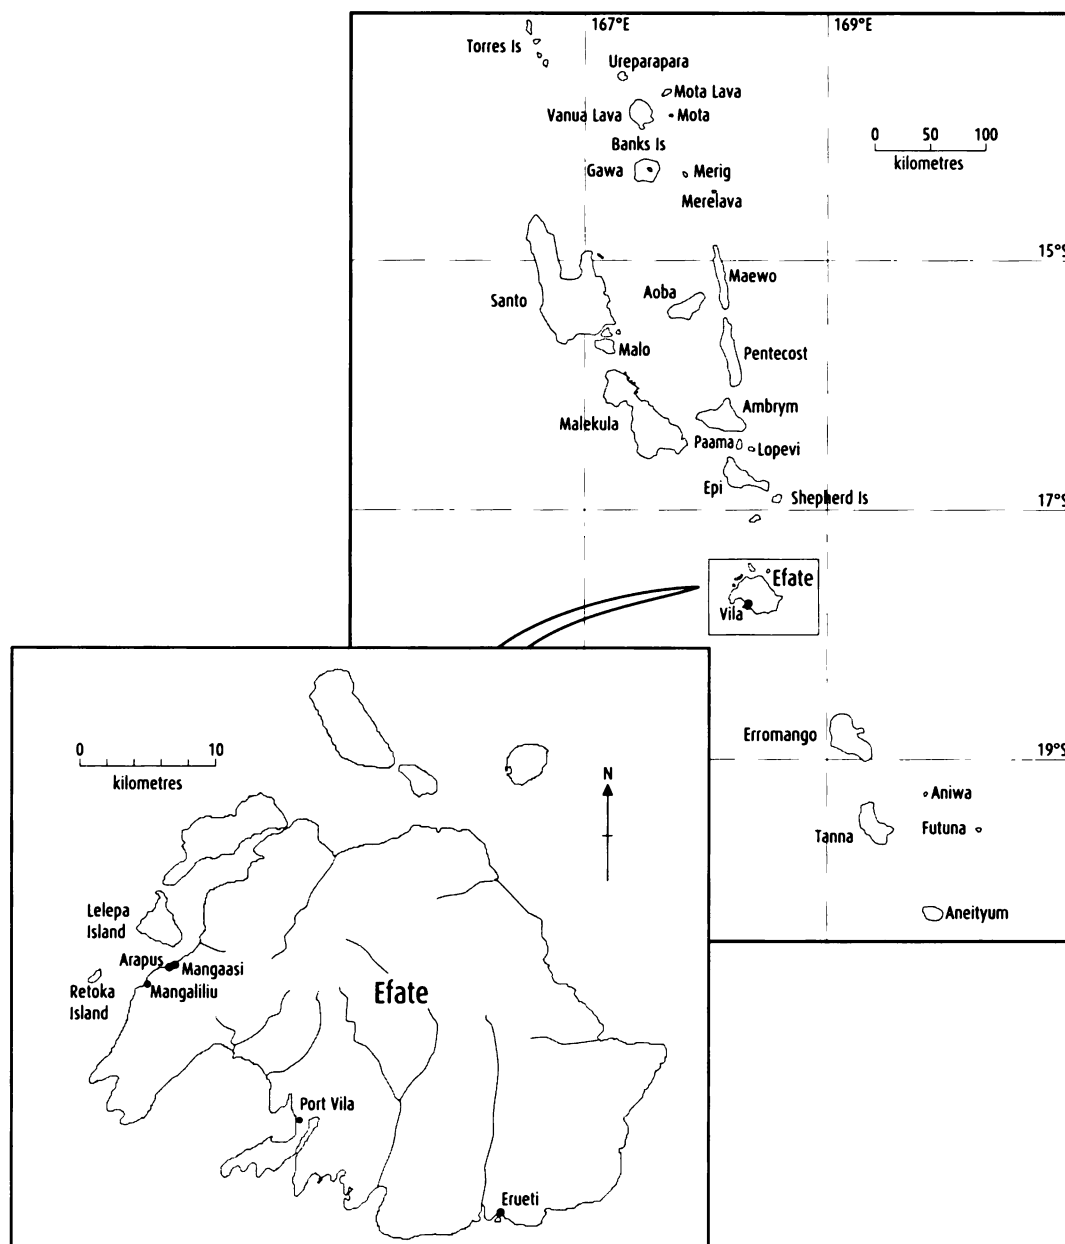 167°E
169°E
Torres Is
Ureparapara
Mota Lava
Vanua Lava
Mota
Banks Is
Gawa
Merig
Merelava
0 50 100
kilometres
15°S
Maewo
Aoba
Santo
Malo
Pentecost
Ambrym
Malekula
Paama
Lopevi
Epi
Shepherd Is
17°S
Efate
Vila
Erromango
19°S
Aniwa
Tanna
Futuna
Aneityum
0 10
kilometres
N
Lelepa
Island
Arapus
Mangaasi
Retoka
Island
Mangaliliu
Efate
Port Vila
Erueti